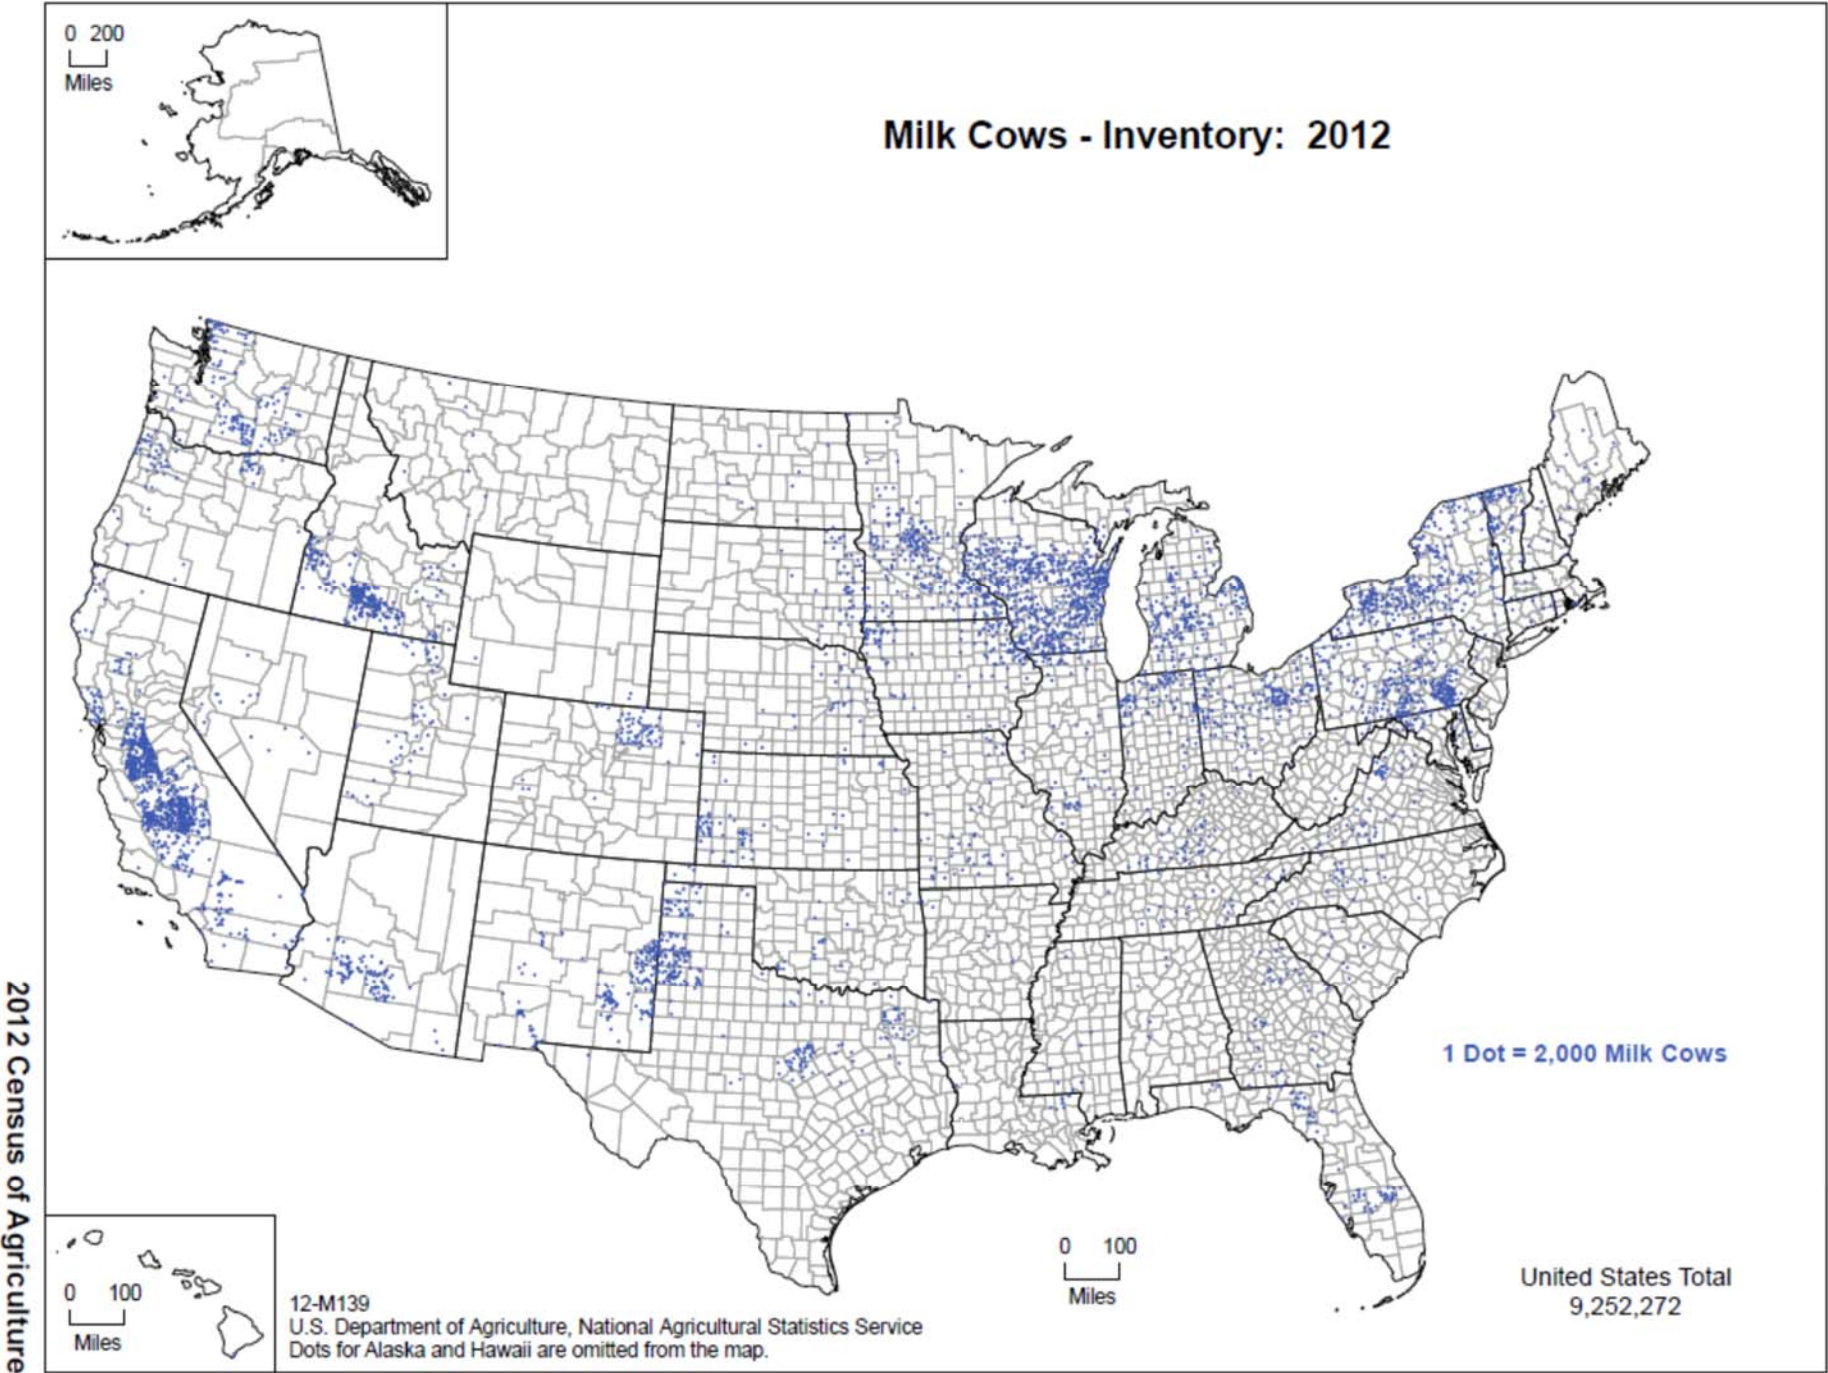 0 200
Miles
Milk Cows - Inventory: 2012
1 Dot = 2,000 Milk Cows
0 100
Miles
United States Total
9,252,272
0 100
Miles
12-M139
U.S. Department of Agriculture, National Agricultural Statistics Service
Dots for Alaska and Hawaii are omitted from the map.
2012 Census of Agriculture